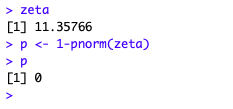 > zeta
[1] 11.35766
> p <- 1-pnorm(zeta)
> p
[1] 0
>